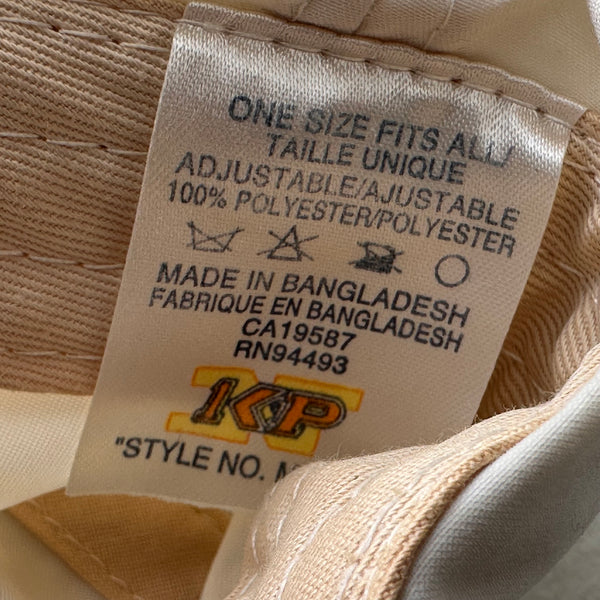 ONE SIZE FITS ALL/
TAILLE UNIQUE
ADJUSTABLE/AJUSTABLE
100% POLYESTER/POLYESTER
MADE IN BANGLADESH
FABRIQUE EN BANGLADESH
CA19587
RN94493
KP
"STYLE NO.